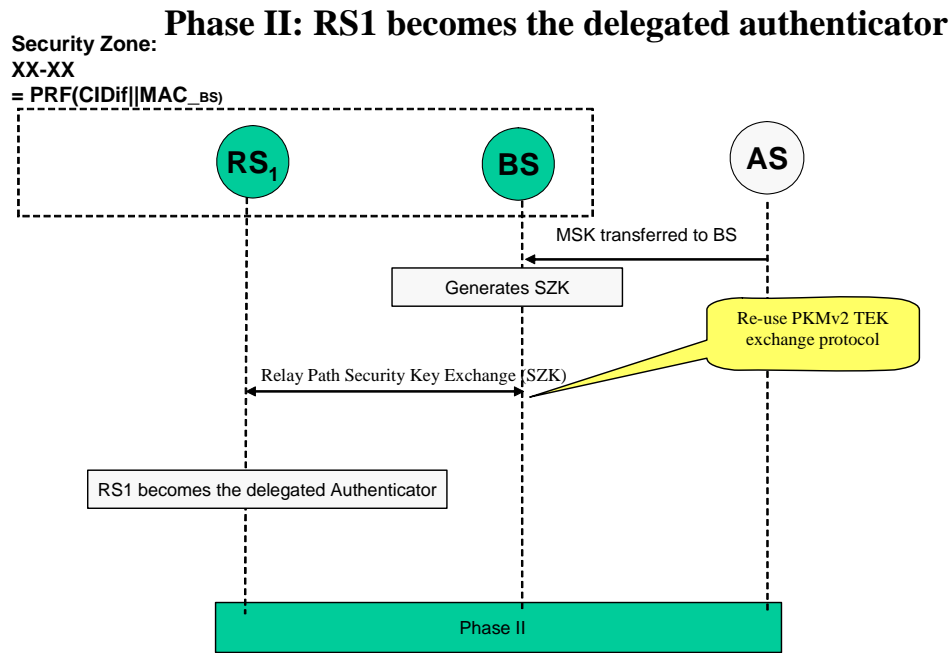 Phase II: RS1 becomes the delegated authenticator
Security Zone:
XX-XX
= PRF(CIDif||MAC_BS)
RS1
BS
AS
MSK transferred to BS
Generates SZK
Re-use PKMv2 TEK
exchange protocol
Relay Path Security Key Exchange (SZK)
RS1 becomes the delegated Authenticator
Phase II